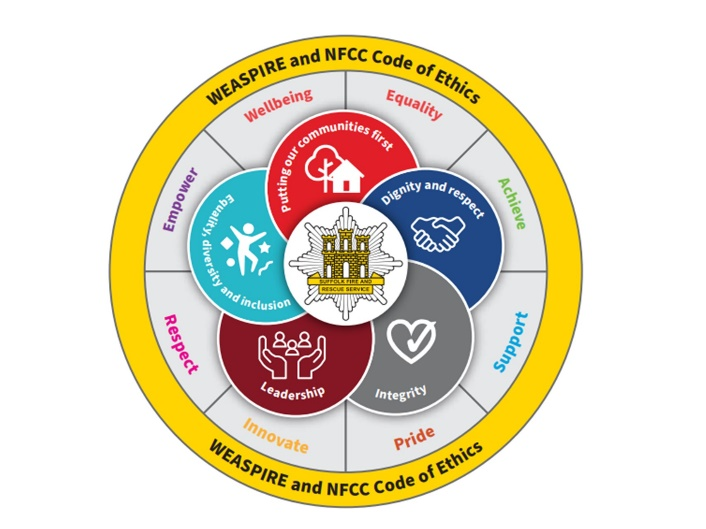 WEASPIRE and NFCC Code of Ethics
Wellbeing
Equality
Achieve
Support
Pride
Innovate
Respect
Empower
Putting our communities first
Dignity and respect
Integrity
Leadership
Equality, diversity and inclusion
SUFFOLK FIRE AND
RESCUE SERVICE
WEASPIRE and NFCC Code of Ethics